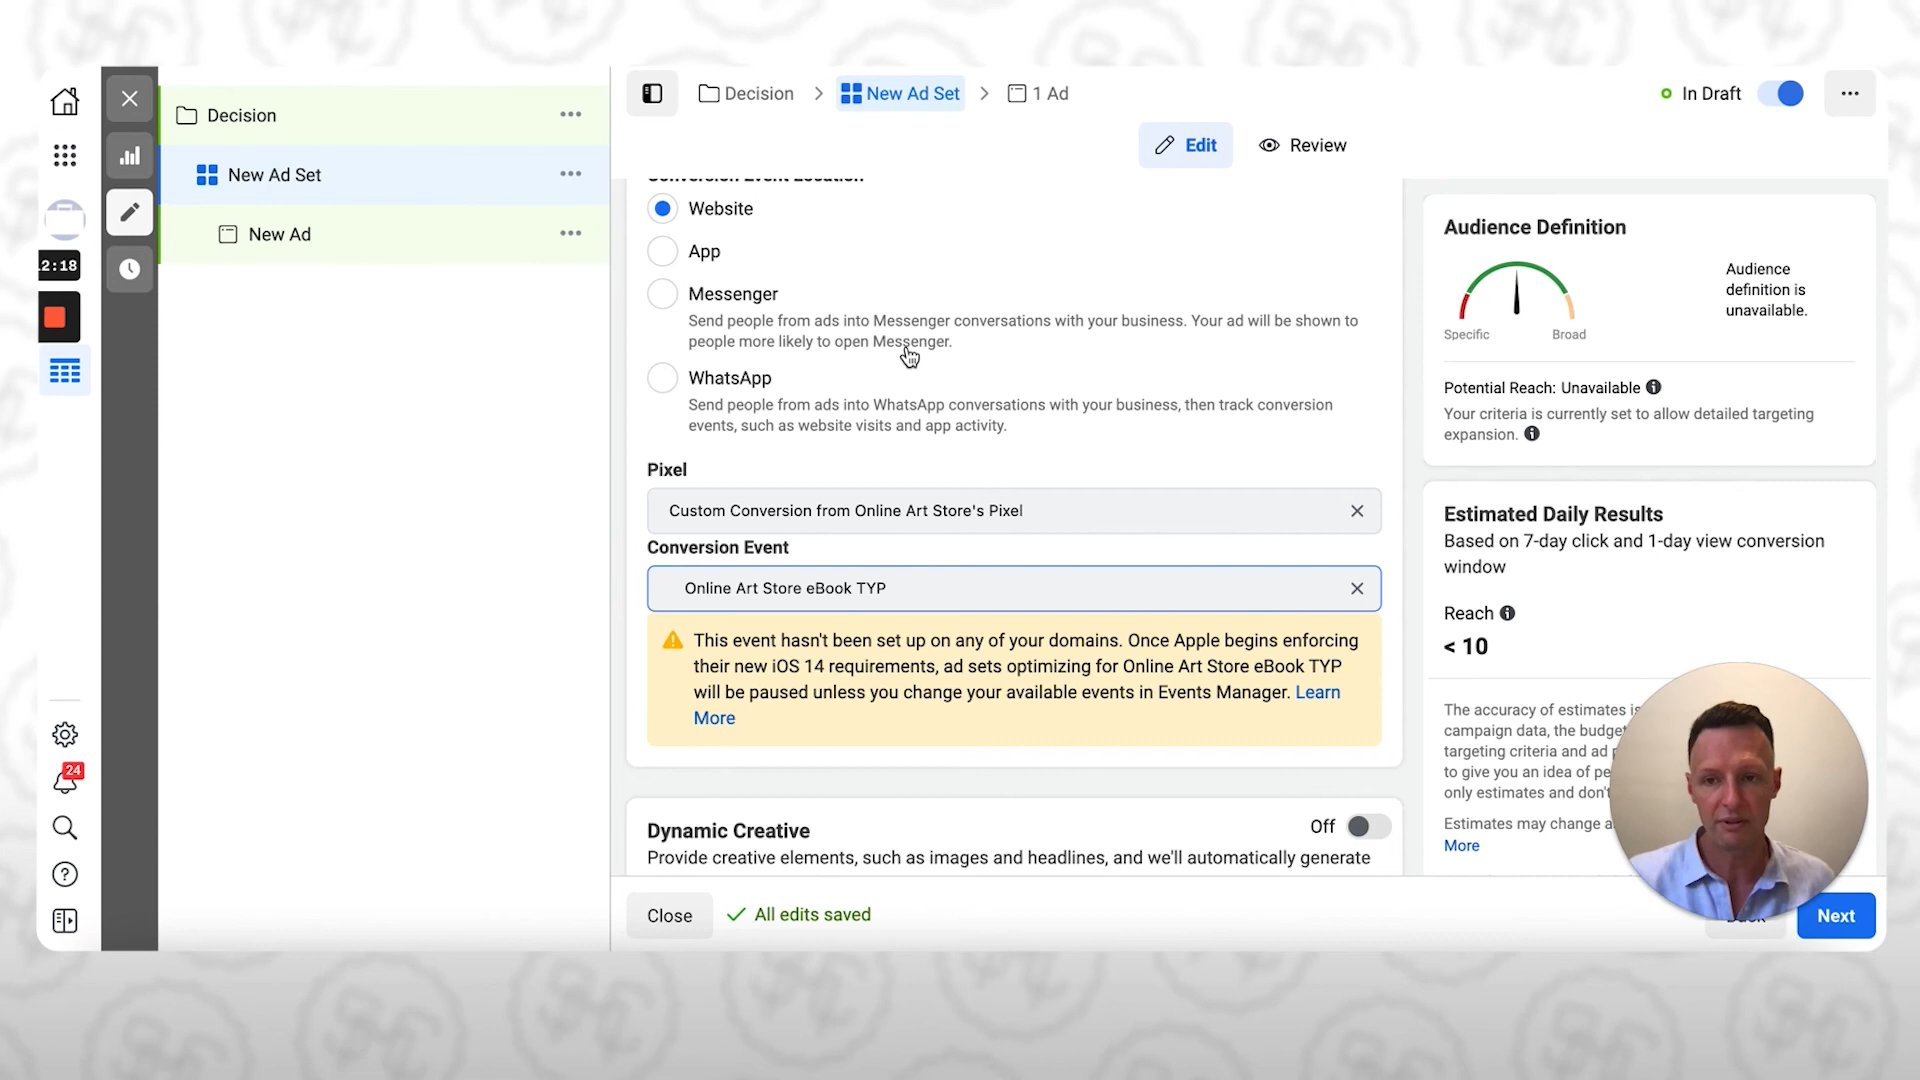 Decision
New Ad Set
1 Ad
In Draft
Edit
Review
Decision
New Ad Set
New Ad
2:18
24
Website
App
Messenger
Send people from ads into Messenger conversations with your business. Your ad will be shown to
people more likely to open Messenger.
WhatsApp
Send people from ads into WhatsApp conversations with your business, then track conversion
events, such as website visits and app activity.
Pixel
Custom Conversion from Online Art Store's Pixel
Conversion Event
Online Art Store eBook TYP
This event hasn't been set up on any of your domains. Once Apple begins enforcing
their new iOS 14 requirements, ad sets optimizing for Online Art Store eBook TYP
will be paused unless you change your available events in Events Manager. Learn
More
Dynamic Creative
Off
Provide creative elements, such as images and headlines, and we'll automatically generate
Close
All edits saved
Audience Definition
Audience
definition is
unavailable.
Specific
Broad
Potential Reach: Unavailable
Your criteria is currently set to allow detailed targeting
expansion.
Estimated Daily Results
Based on 7-day click and 1-day view conversion
window
Reach
< 10
The accuracy of estimates is
campaign data, the budget
targeting criteria and ad
to give you an idea of
only estimates and don't
Estimates may change
More
Next